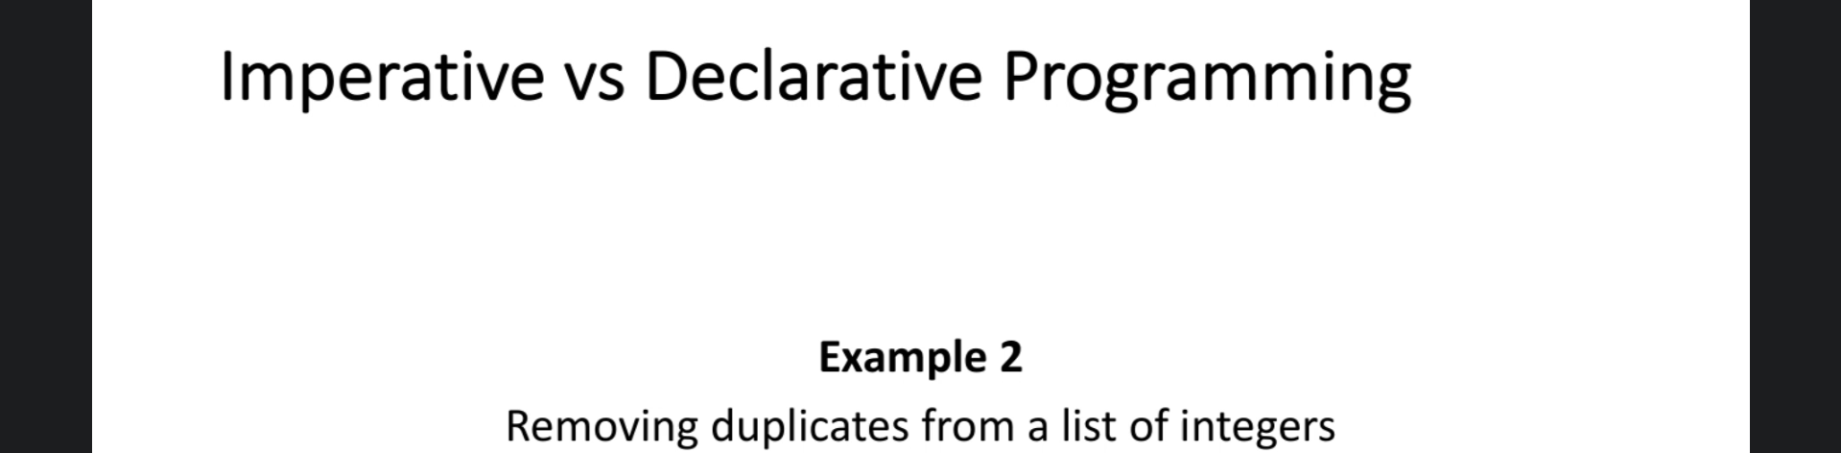 Imperative vs Declarative Programming
Example 2
Removing duplicates from a list of integers